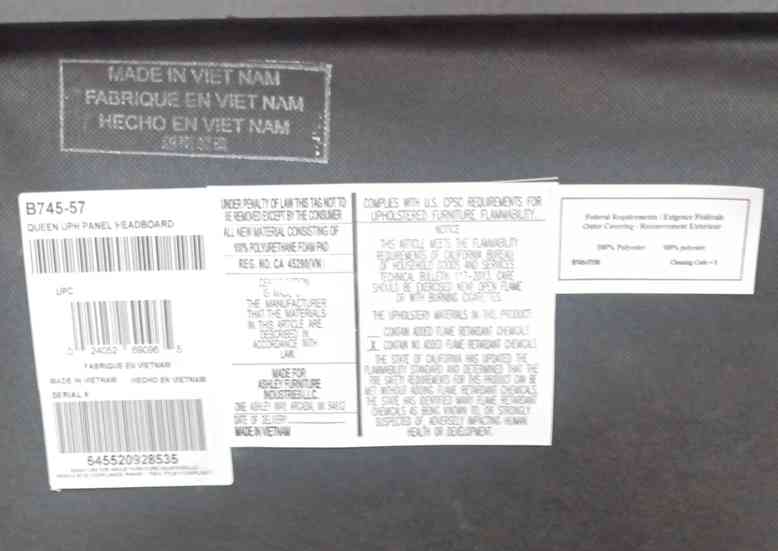 MADE IN VIET NAM
FABRIQUE EN VIET NAM
HECHO EN VIET NAM
B745-57
QUEEN UPH PANEL HEADBOARD
UPC
0 24052 69096 5
FABRIQUE EN VIETNAM
MADE IN VIETNAM HECHO EN VIETNAM
SERIAL #
545520928535
UNDER PENALTY OF LAW THIS TAG NOT TO
BE REMOVED EXCEPT BY THE CONSUMER
ALL NEW MATERIAL CONSISTING OF
100% POLYURETHANE FOAM PAD
REG. NO. CA 45280(VN)
THE MANUFACTURER
THAT THE MATERIALS
IN THIS ARTICLE ARE
DESCRIBED IN
ACCORDANCE WITH
LAW.
MADE FOR
ASHLEY FURNITURE
INDUSTRIES LLC.
ONE ASHLEY WAY, ARCADIA, WI 54612
DATE OF DELIVERY
MADE IN VIETNAM
COMPLIES WITH U.S. CPSC REQUIREMENTS FOR
UPHOLSTERED FURNITURE FLAMMABILITY.
NOTICE
THIS ARTICLE MEETS THE FLAMMABILITY
REQUIREMENTS OF CALIFORNIA BUREAU
OF HOUSEHOLD GOODS AND SERVICES
TECHNICAL BULLETIN 117-2013. CARE
SHOULD BE EXERCISED NEAR OPEN FLAME
OR WITH BURNING CIGARETTES.
THE UPHOLSTERY MATERIALS IN THIS PRODUCT:
CONTAIN ADDED FLAME RETARDANT CHEMICALS
X CONTAIN NO ADDED FLAME RETARDANT CHEMICALS
THE STATE OF CALIFORNIA HAS UPDATED THE
FLAMMABILITY STANDARD AND DETERMINED THAT THE
FIRE SAFETY REQUIREMENTS FOR THIS PRODUCT CAN BE
MET WITHOUT ADDING FLAME RETARDANT CHEMICALS.
THE STATE HAS IDENTIFIED MANY FLAME RETARDANT
CHEMICALS AS BEING KNOWN TO, OR STRONGLY
SUSPECTED OF, ADVERSELY IMPACTING HUMAN
HEALTH OR DEVELOPMENT.
Federal Requirements / Exigence Fédérale
Outer Covering - Recouvrement Extérieur
100% Polyester 100% polyester
Cleaning Code = S